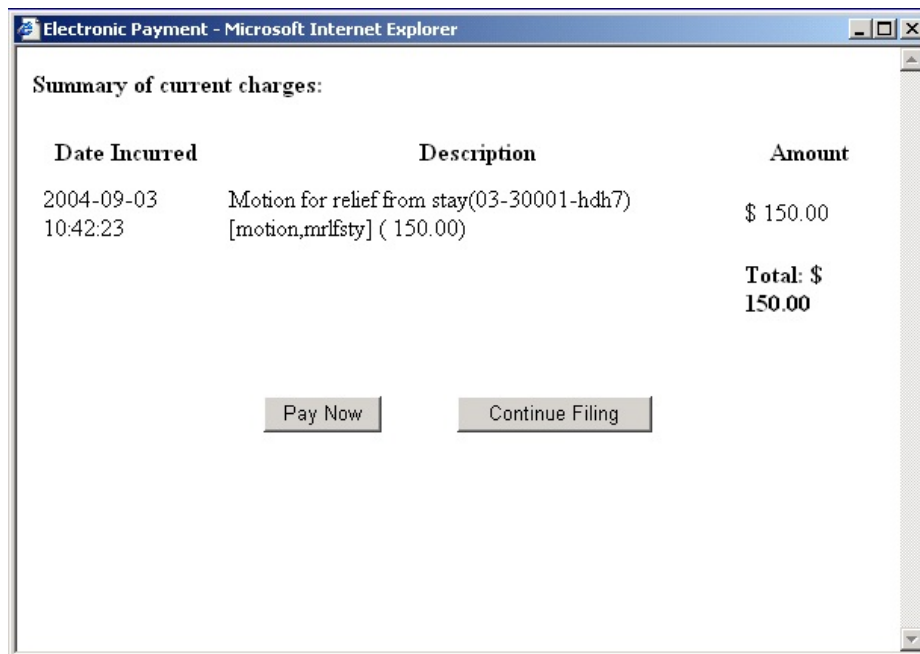 Electronic Payment - Microsoft Internet Explorer
Summary of current charges:
Date Incurred Description Amount
2004-09-03 Motion for relief from stay(03-30001-hdh7)
10:42:23 [motion,mrlfsty] ( 150.00)
$ 150.00
Total: $
150.00
Pay Now Continue Filing